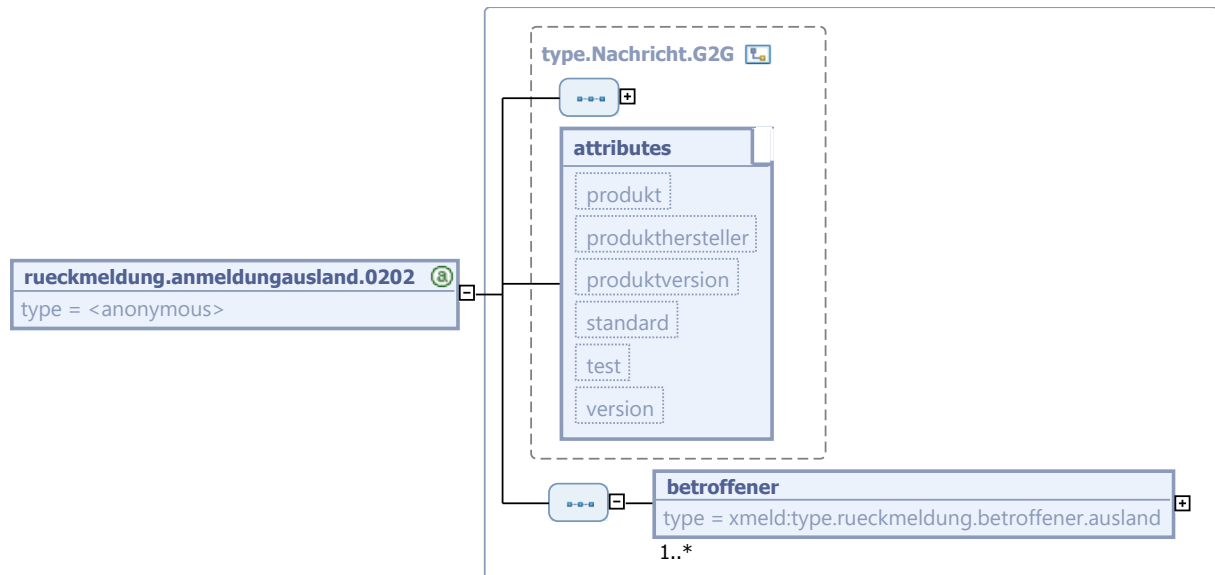 type.Nachricht.G2G
attributes
produkt
produkthersteller
produktversion
standard
test
version
rueckmeldung.anmeldungausland.0202
type = <anonymous>
betroffener
type = xmeld:type.rueckmeldung.betroffener.ausland
1..*